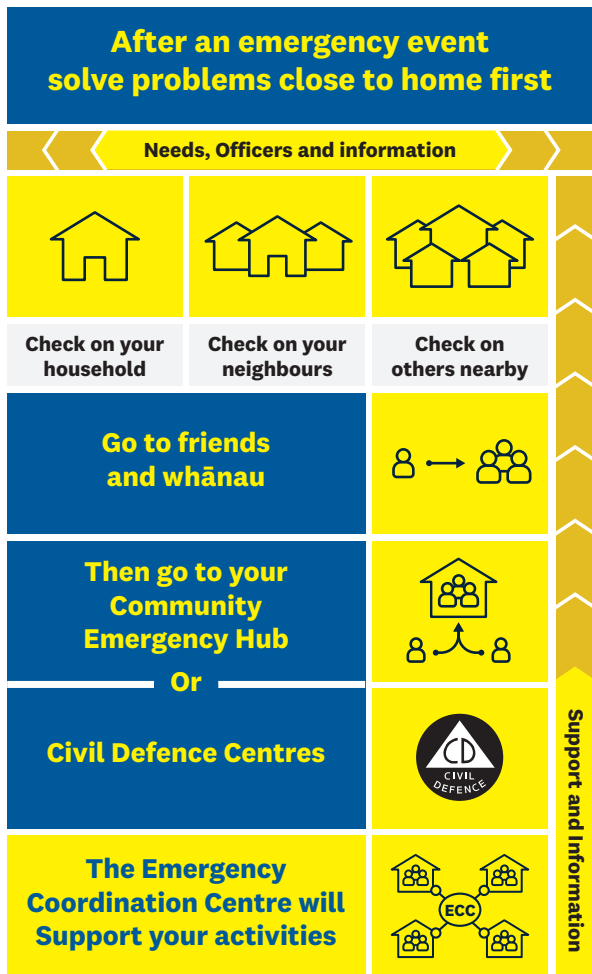 After an emergency event
solve problems close to home first
Needs, Officers and information
Check on your
household
Check on your
neighbours
Check on
others nearby
Go to friends
and whānau
Then go to your
Community
Emergency Hub
Or
Civil Defence Centres
CD
CIVIL
DEFENCE
The Emergency
Coordination Centre will
Support your activities
ECC
Support and Information